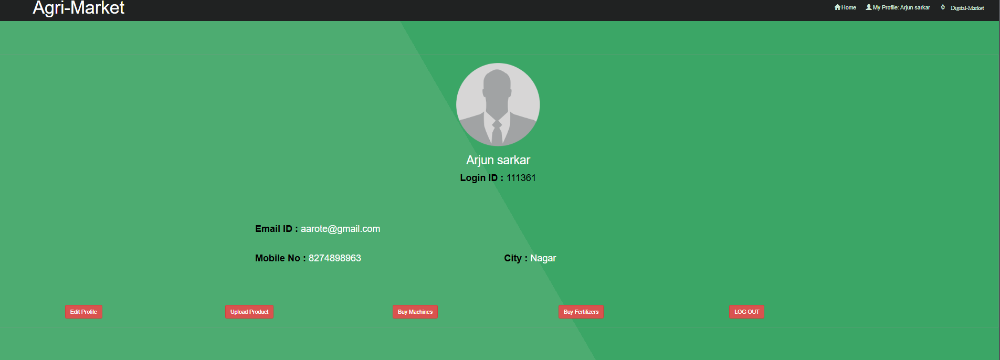 Agri-Market
Home My Profile: Arjun sarkar Digital-Market
Arjun sarkar
Login ID : 111361
Email ID : aarote@gmail.com
Mobile No : 8274898963 City : Nagar
Edit Profile Upload Product Buy Machines Buy Fertilizers LOG OUT